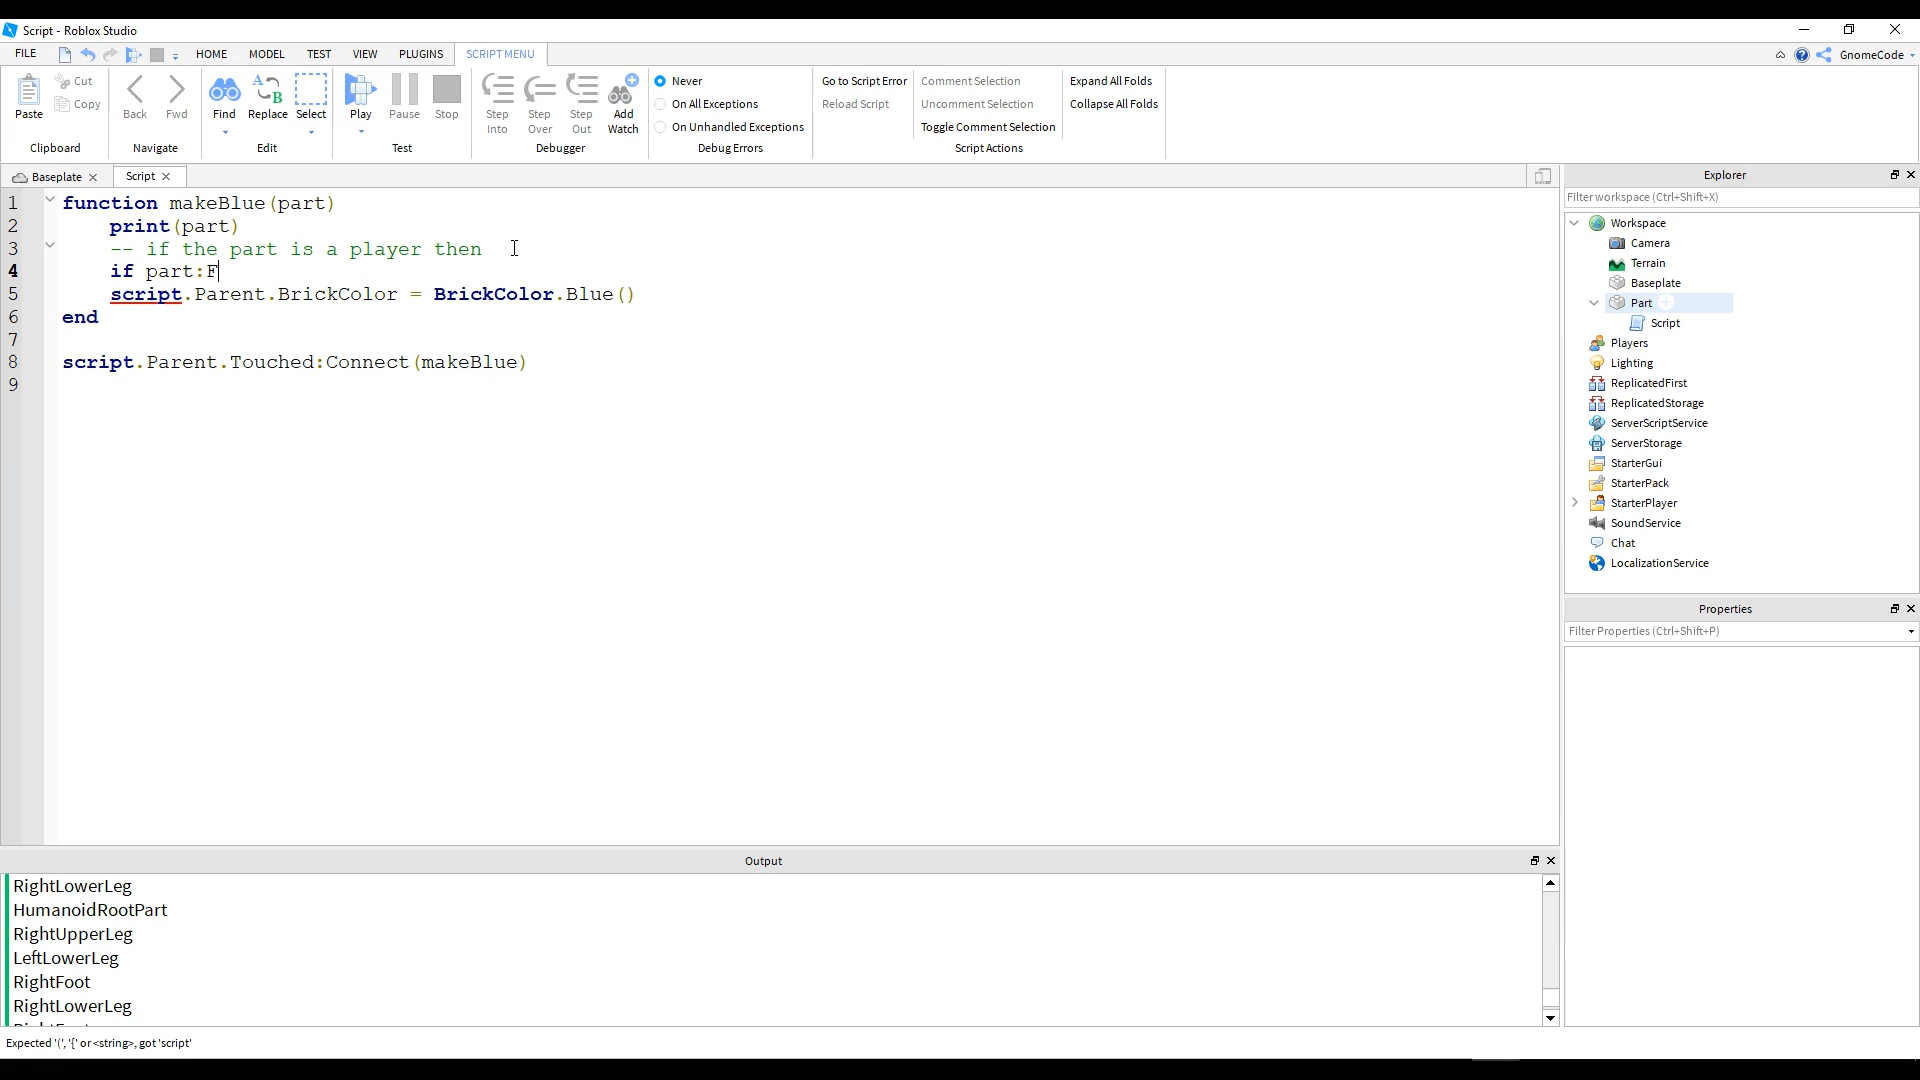 Script - Roblox Studio
FILE HOME MODEL TEST VIEW PLUGINS SCRIPT MENU GnomeCode
Paste Cut Copy Back Fwd Find Replace Select Play Pause Stop Step Into Step Over Step Out Add Watch
Never
On All Exceptions
On Unhandled Exceptions
Go to Script Error
Reload Script
Comment Selection
Uncomment Selection
Toggle Comment Selection
Expand All Folds
Collapse All Folds
Clipboard Navigate Edit Test Debugger Debug Errors Script Actions
Baseplate Script
1 function makeBlue(part)
2 print(part)
3 -- if the part is a player then
4 if part:F
5 script.Parent.BrickColor = BrickColor.Blue()
6 end
7
8 script.Parent.Touched:Connect(makeBlue)
9
Explorer
Filter workspace (Ctrl+Shift+X)
Workspace
Camera
Terrain
Baseplate
Part
Script
Players
Lighting
ReplicatedFirst
ReplicatedStorage
ServerScriptService
ServerStorage
StarterGui
StarterPack
StarterPlayer
SoundService
Chat
LocalizationService
Properties
Filter Properties (Ctrl+Shift+P)
Output
RightLowerLeg
HumanoidRootPart
RightUpperLeg
LeftLowerLeg
RightFoot
RightLowerLeg
Expected '(', '{' or <string>, got 'script'